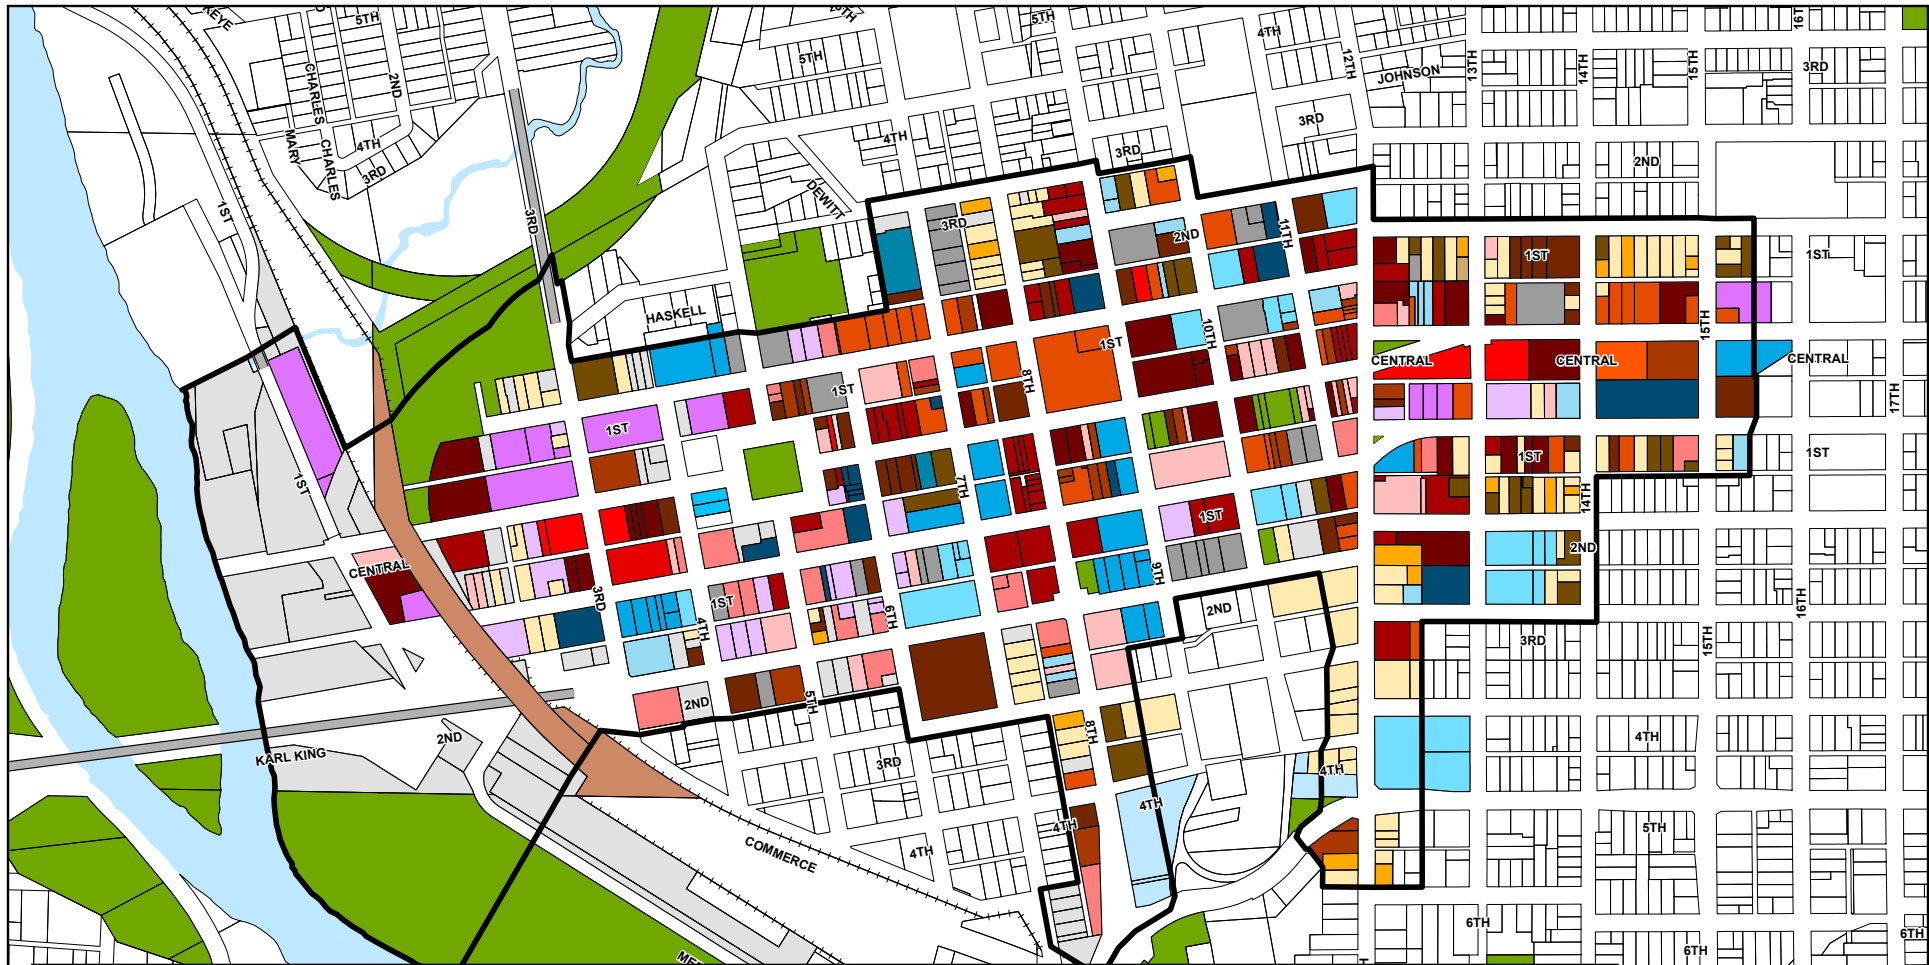 KEYE
5TH
20TH
5TH
4TH
16T
12TH
13TH
14TH
15TH
3RD
JOHNSON
5TH
CHARLES
2ND
MARY
CHARLES
4TH
3RD
4TH
3RD
3RD
2ND
DEWITT
1ST
3RD
3RD
2ND
11TH
1ST
1ST
HASKELL
1ST
10TH
15TH
CENTRAL
CENTRAL
CENTRAL
1ST
8TH
17TH
1ST
1ST
1ST
1ST
7TH
14TH
1ST
2ND
CENTRAL
9TH
3RD
1ST
4TH
6TH
2ND
16TH
15TH
3RD
2ND
5TH
8TH
2ND
4TH
KARL KING
3RD
4TH
4TH
4TH
5TH
COMMERCE
4TH
6TH
6TH
6TH